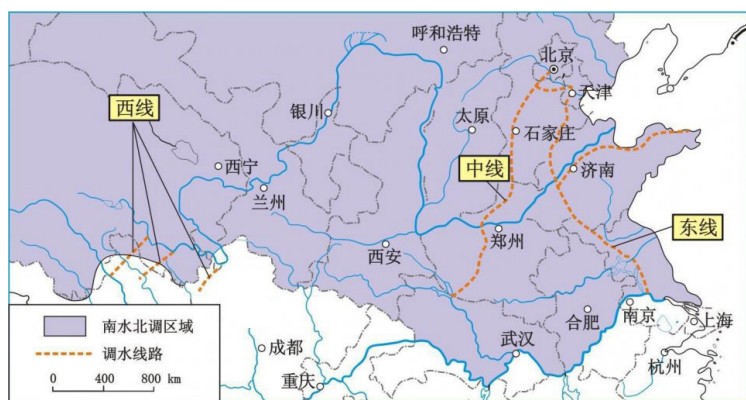 呼和浩特
北京
天津
银川
西线
太原
石家庄
西宁
中线
济南
兰州
郑州
东线
西安
南水北调区域
调水线路
0 400 800 km
成都
重庆
武汉
合肥
南京
上海
杭州